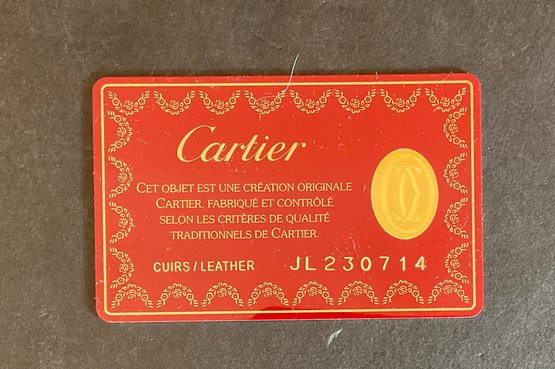 Cartier
CET OBJET EST UNE CRÉATION ORIGINALE
CARTIER, FABRIQUÉ ET CONTRÔLÉ
SELON LES CRITÈRES DE QUALITÉ
TRADITIONNELS DE CARTIER.
CUIRS/LEATHER JL230714